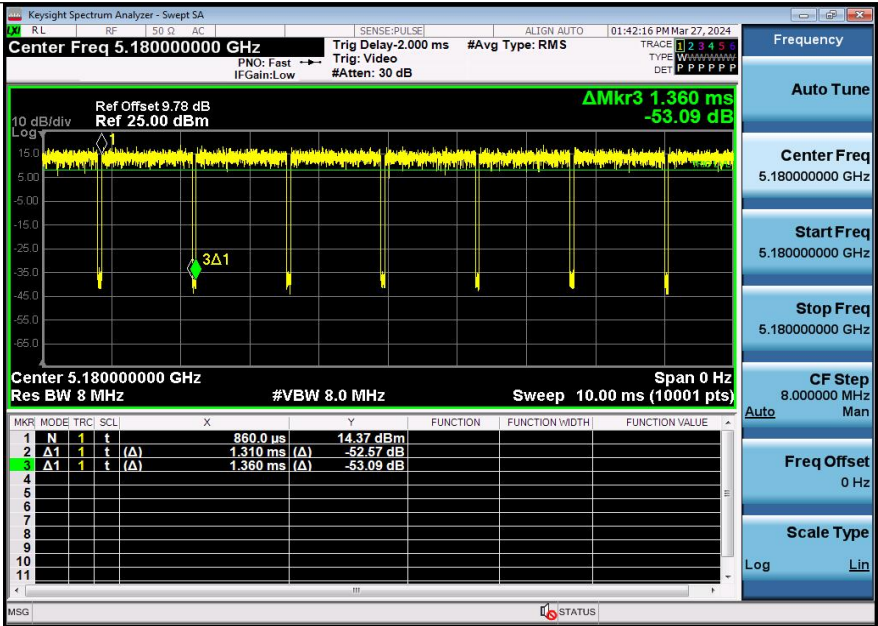 Keysight Spectrum Analyzer - Swept SA
LXI RL RF 50 Ω AC SENSE:PULSE ALIGN AUTO 01:42:16 PM Mar 27, 2024
Center Freq 5.180000000 GHz
PNO: Fast
IFGain:Low
Trig Delay-2.000 ms
Trig: Video
#Atten: 30 dB
#Avg Type: RMS
TRACE 1 2 3 4 5 6
TYPE WWWWWW
DET P P P P P P
ΔMkr3 1.360 ms
-53.09 dB
Ref Offset 9.78 dB
10 dB/div Ref 25.00 dBm
Log
1
15.0
5.00
-5.00
-15.0
-25.0
3Δ1
-35.0
-45.0
-55.0
-65.0
Center 5.180000000 GHz Span 0 Hz
Res BW 8 MHz #VBW 8.0 MHz Sweep 10.00 ms (10001 pts)
MKR MODE TRC SCL X Y FUNCTION FUNCTION WIDTH FUNCTION VALUE
1 N 1 t 860.0 µs 14.37 dBm
2 Δ1 1 t (Δ) 1.310 ms (Δ) -52.57 dB
3 Δ1 1 t (Δ) 1.360 ms (Δ) -53.09 dB
4
5
6
7
8
9
10
11
MSG STATUS
Frequency
Auto Tune
Center Freq
5.180000000 GHz
Start Freq
5.180000000 GHz
Stop Freq
5.180000000 GHz
CF Step
8.000000 MHz
Auto Man
Freq Offset
0 Hz
Scale Type
Log Lin